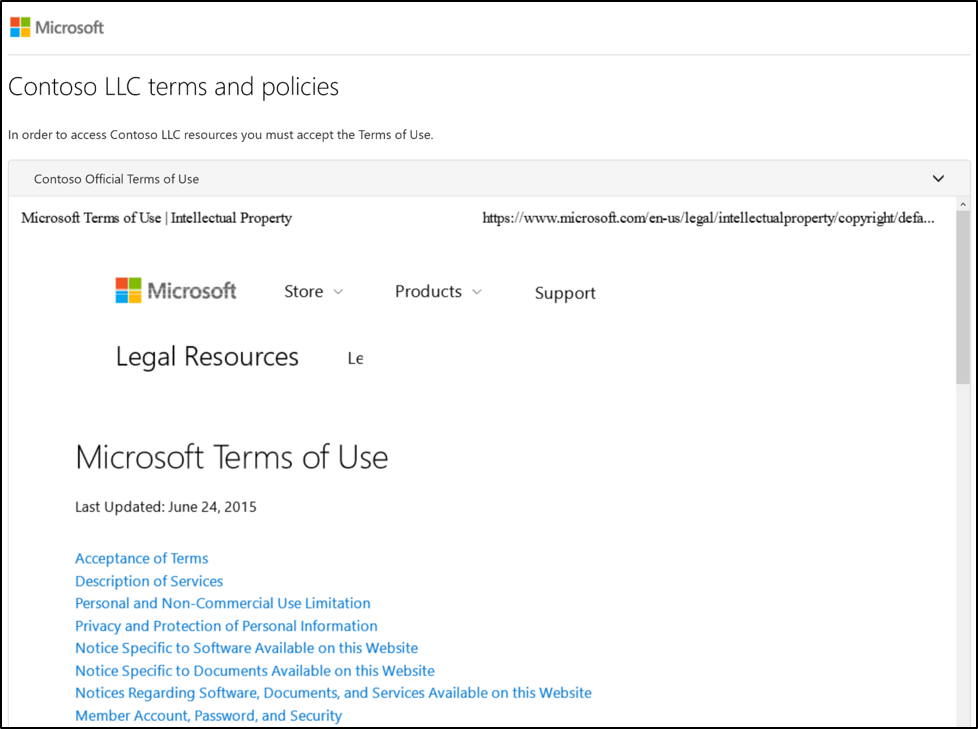 Microsoft
Contoso LLC terms and policies
In order to access Contoso LLC resources you must accept the Terms of Use.
Contoso Official Terms of Use
Microsoft Terms of Use | Intellectual Property https://www.microsoft.com/en-us/legal/intellectualproperty/copyright/defa...
Microsoft Store Products Support
Legal Resources Le
Microsoft Terms of Use
Last Updated: June 24, 2015
Acceptance of Terms
Description of Services
Personal and Non-Commercial Use Limitation
Privacy and Protection of Personal Information
Notice Specific to Software Available on this Website
Notice Specific to Documents Available on this Website
Notices Regarding Software, Documents, and Services Available on this Website
Member Account, Password, and Security